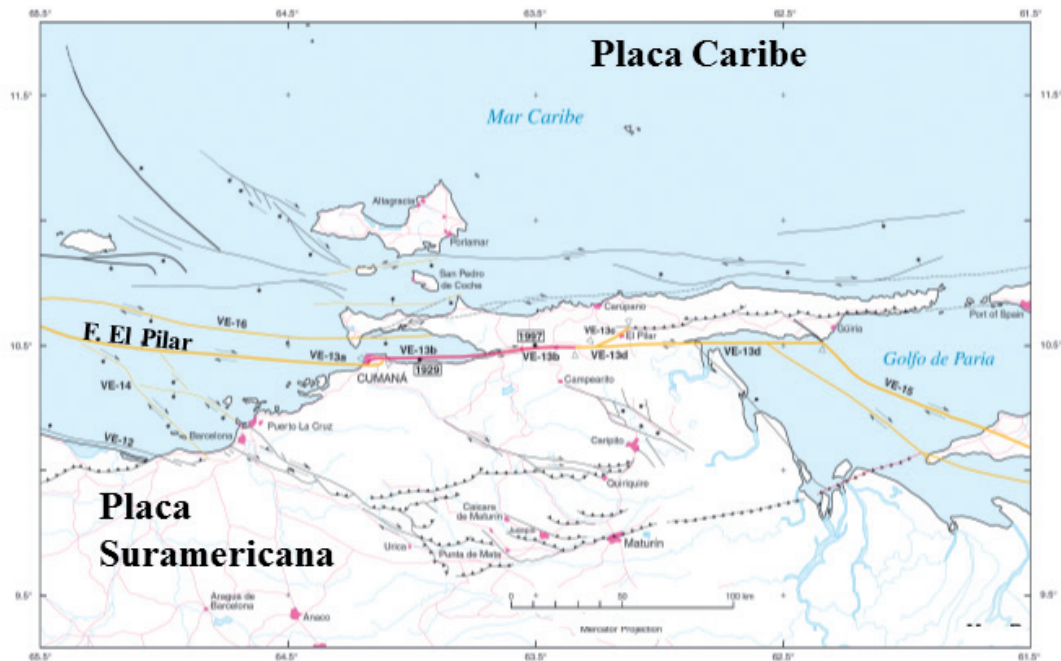 65.5°
64.5°
63.5°
62.5°
61.5°
Placa Caribe
11.5°
11.5°
Mar Caribe
Altagracia
Porlamar
San Pedro
de Coche
Carúpano
Port of Spain
VE-16
F. El Pilar
1997
VE-13c
El Pilar
Güiria
10.5°
10.5°
VE-13a
VE-13b
VE-13b
VE-13d
VE-13d
Golfo de Paria
CUMANÁ
1929
VE-14
Campearito
VE-15
Puerto La Cruz
Barcelona
VE-12
Caripito
Quiriquire
Placa
Suramericana
Caicara
de Maturín
Jusepín
Maturín
Urica
Punta de Mata
9.5°
9.5°
Aragua de
Barcelona
Anaco
0
50
100 km
Mercator Projection
65.5°
64.5°
63.5°
62.5°
61.5°